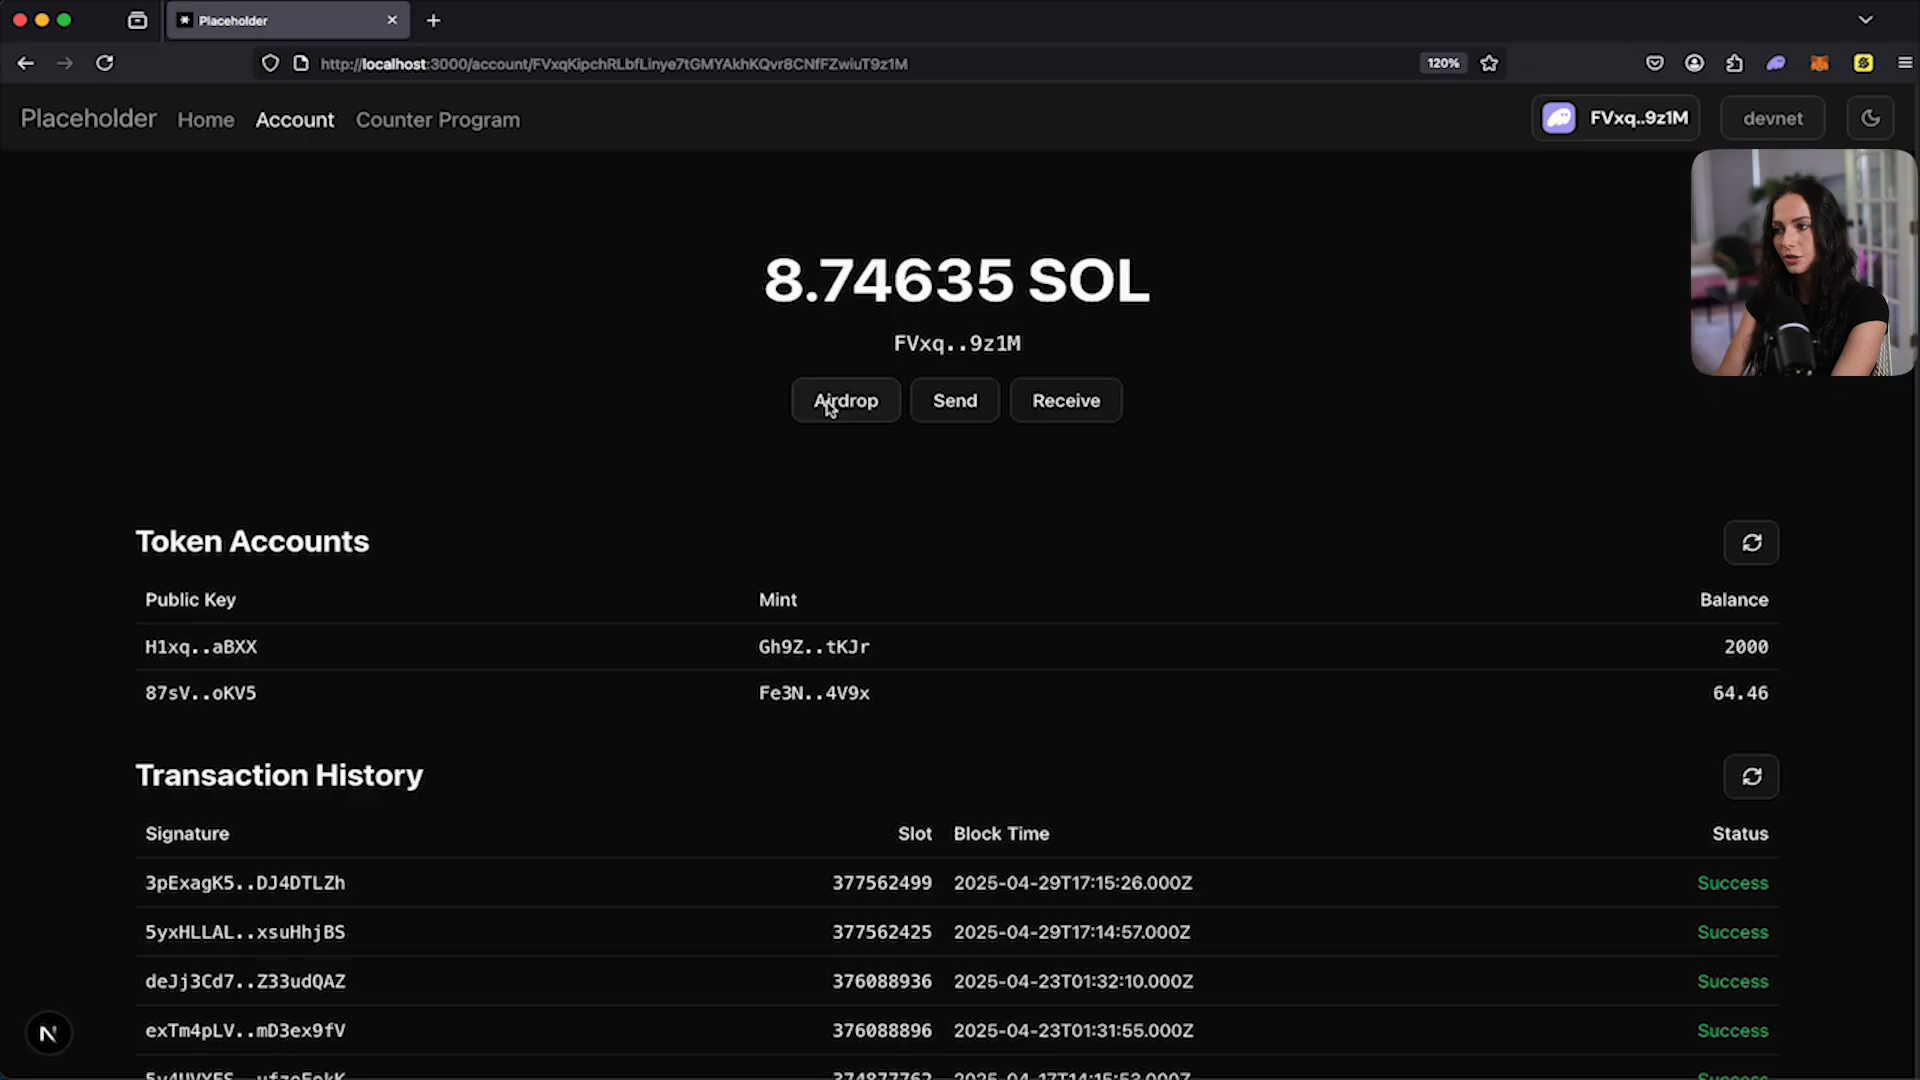 Placeholder
http://localhost:3000/account/FVxqKipchRLbfLinye7tGMYAkhKQvr8CNfFZwiuT9z1M
120%
Placeholder Home Account Counter Program FVxq..9z1M devnet
8.74635 SOL
FVxq..9z1M
Airdrop Send Receive
Token Accounts
Public Key Mint Balance
H1xq..aBXX Gh9Z..tKJr 2000
87sV..oKV5 Fe3N..4V9x 64.46
Transaction History
Signature Slot Block Time Status
3pExagK5..DJ4DTLZh 377562499 2025-04-29T17:15:26.000Z Success
5yxHLLAL..xsuHhjBS 377562425 2025-04-29T17:14:57.000Z Success
deJj3Cd7..Z33udQAZ 376088936 2025-04-23T01:32:10.000Z Success
exTm4pLV..mD3ex9fV 376088896 2025-04-23T01:31:55.000Z Success
N